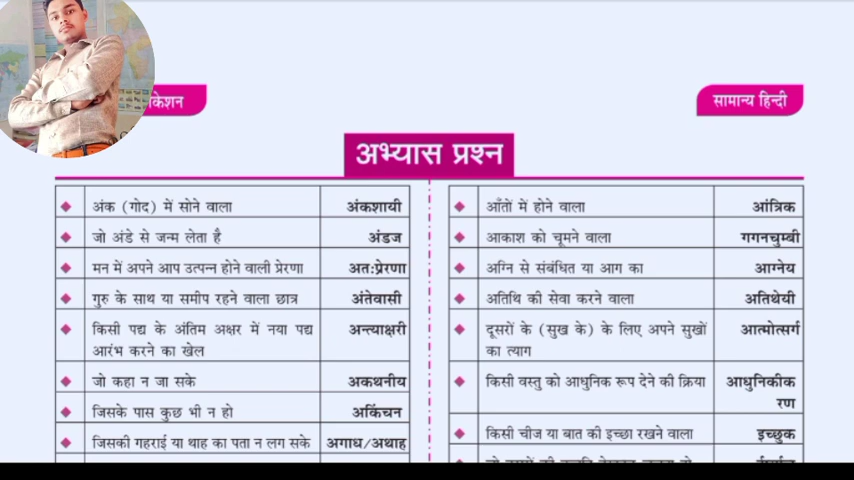 केशन
सामान्य हिन्दी
अभ्यास प्रश्न
अंक (गोद) में सोने वाला अंकशायी
जो अंडे से जन्म लेता है अंडज
मन में अपने आप उत्पन्न होने वाली प्रेरणा अतःप्रेरणा
गुरु के साथ या समीप रहने वाला छात्र अंतेवासी
किसी पद्य के अंतिम अक्षर में नया पद्य अन्त्याक्षरी
आरंभ करने का खेल
जो कहा न जा सके अकथनीय
जिसके पास कुछ भी न हो अकिंचन
जिसकी गहराई या थाह का पता न लग सके अगाध/अथाह
आँतों में होने वाला आंत्रिक
आकाश को चूमने वाला गगनचुम्बी
अग्नि से संबंधित या आग का आग्नेय
अतिथि की सेवा करने वाला अतिथेयी
दूसरों के (सुख के) के लिए अपने सुखों आत्मोत्सर्ग
का त्याग
किसी वस्तु को आधुनिक रूप देने की क्रिया आधुनिकीक
रण
किसी चीज या बात की इच्छा रखने वाला इच्छुक